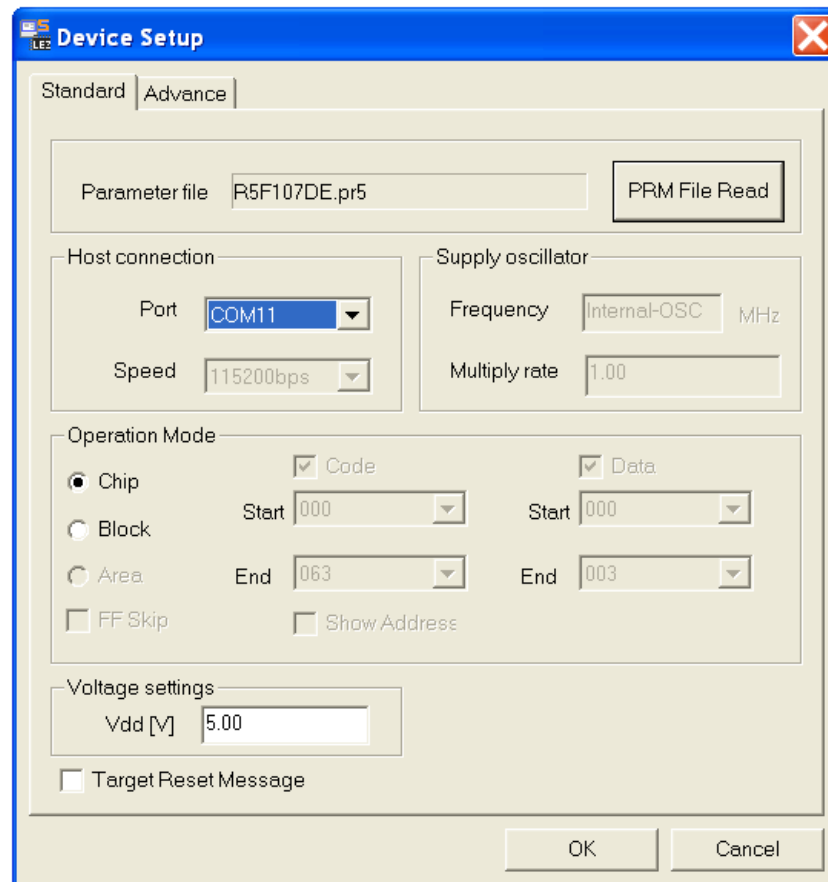 Device Setup
Standard Advance
Parameter file R5F107DE.pr5 PRM File Read
Host connection
Port COM11
Speed 115200bps
Supply oscillator
Frequency Internal-OSC MHz
Multiply rate 1.00
Operation Mode
Chip
Block
Area
FF Skip
Code
Start 000
End 063
Show Address
Data
Start 000
End 003
Voltage settings
Vdd [V] 5.00
Target Reset Message
OK Cancel